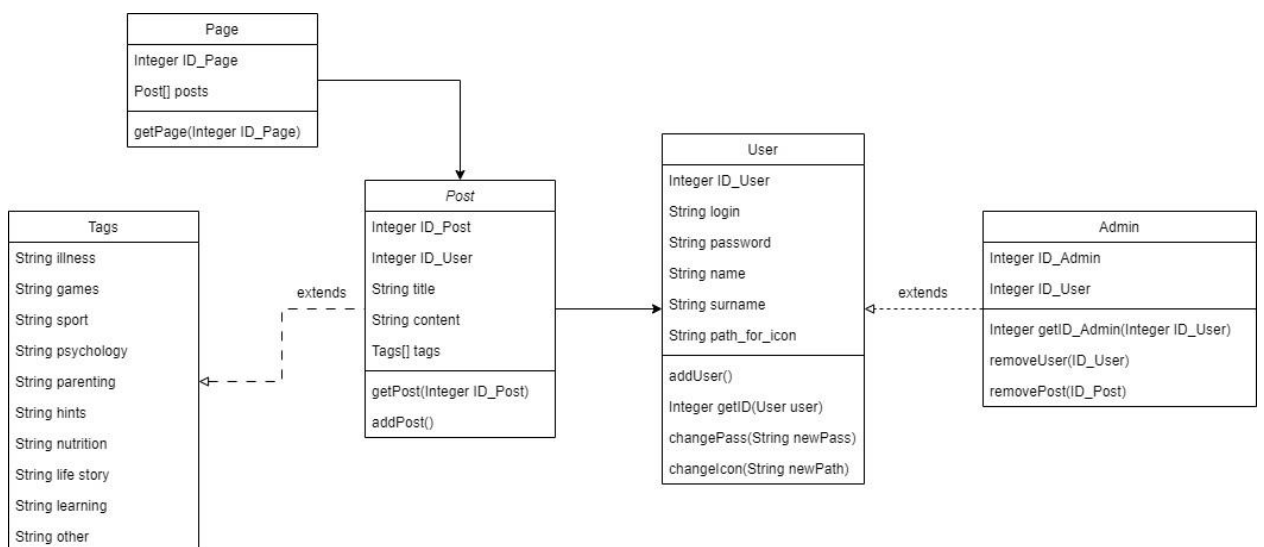 Page
Integer ID_Page
Post[] posts
getPage(Integer ID_Page)
Tags
String illness
String games
String sport
String psychology
String parenting
String hints
String nutrition
String life story
String learning
String other
extends
Post
Integer ID_Post
Integer ID_User
String title
String content
Tags[] tags
getPost(Integer ID_Post)
addPost()
User
Integer ID_User
String login
String password
String name
String surname
String path_for_icon
addUser()
Integer getID(User user)
changePass(String newPass)
changeIcon(String newPath)
extends
Admin
Integer ID_Admin
Integer ID_User
Integer getID_Admin(Integer ID_User)
removeUser(ID_User)
removePost(ID_Post)